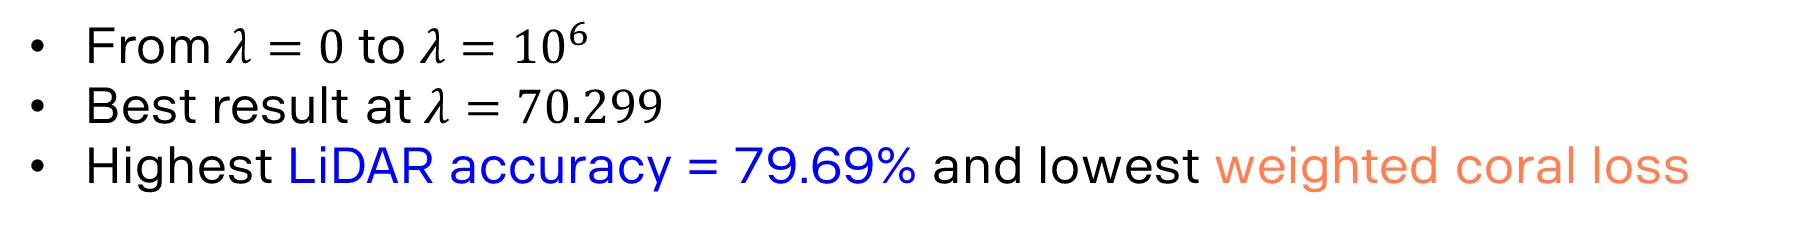 • From λ = 0 to λ = 10⁶
• Best result at λ = 70.299
• Highest LiDAR accuracy = 79.69% and lowest weighted coral loss